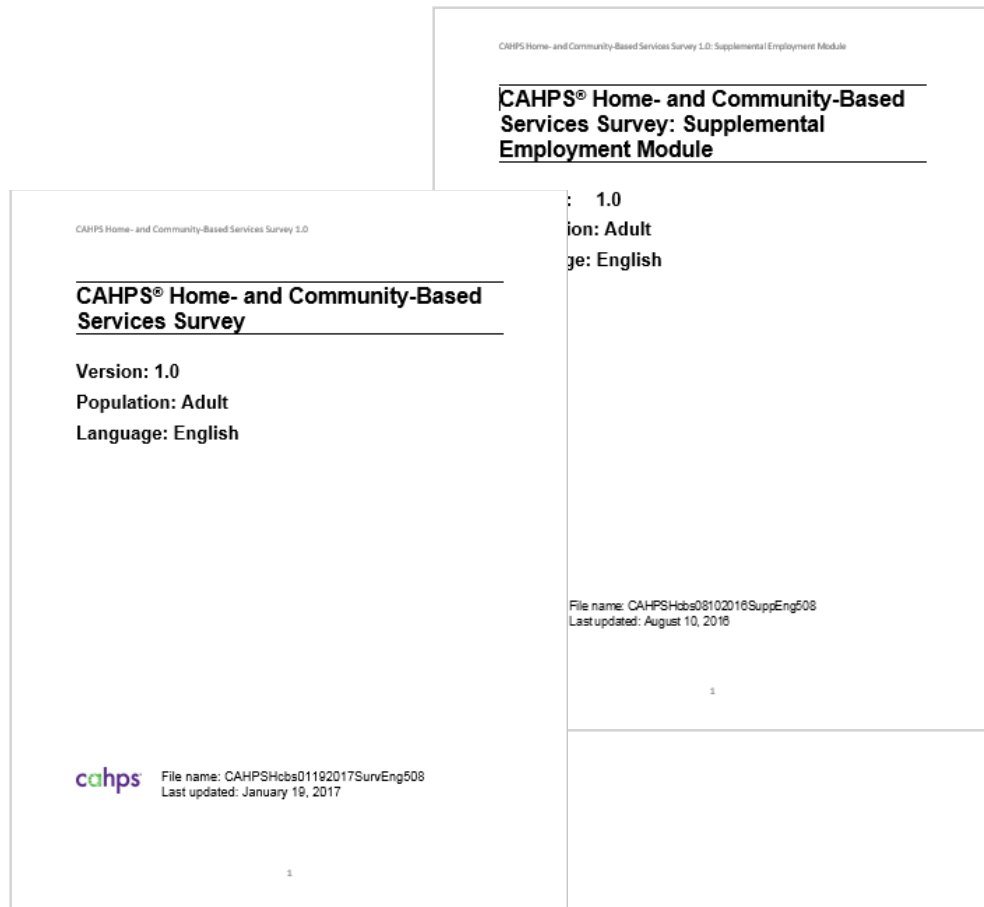 CAHPS Home- and Community-Based Services Survey 1.0: Supplemental Employment Module
CAHPS® Home- and Community-Based
Services Survey: Supplemental
Employment Module
: 1.0
ion: Adult
ge: English
File name: CAHPSHcbs08102016SuppEng508
Last updated: August 10, 2016
1
CAHPS Home- and Community-Based Services Survey 1.0
CAHPS® Home- and Community-Based
Services Survey
Version: 1.0
Population: Adult
Language: English
cahps
File name: CAHPSHcbs01192017SurvEng508
Last updated: January 19, 2017
1